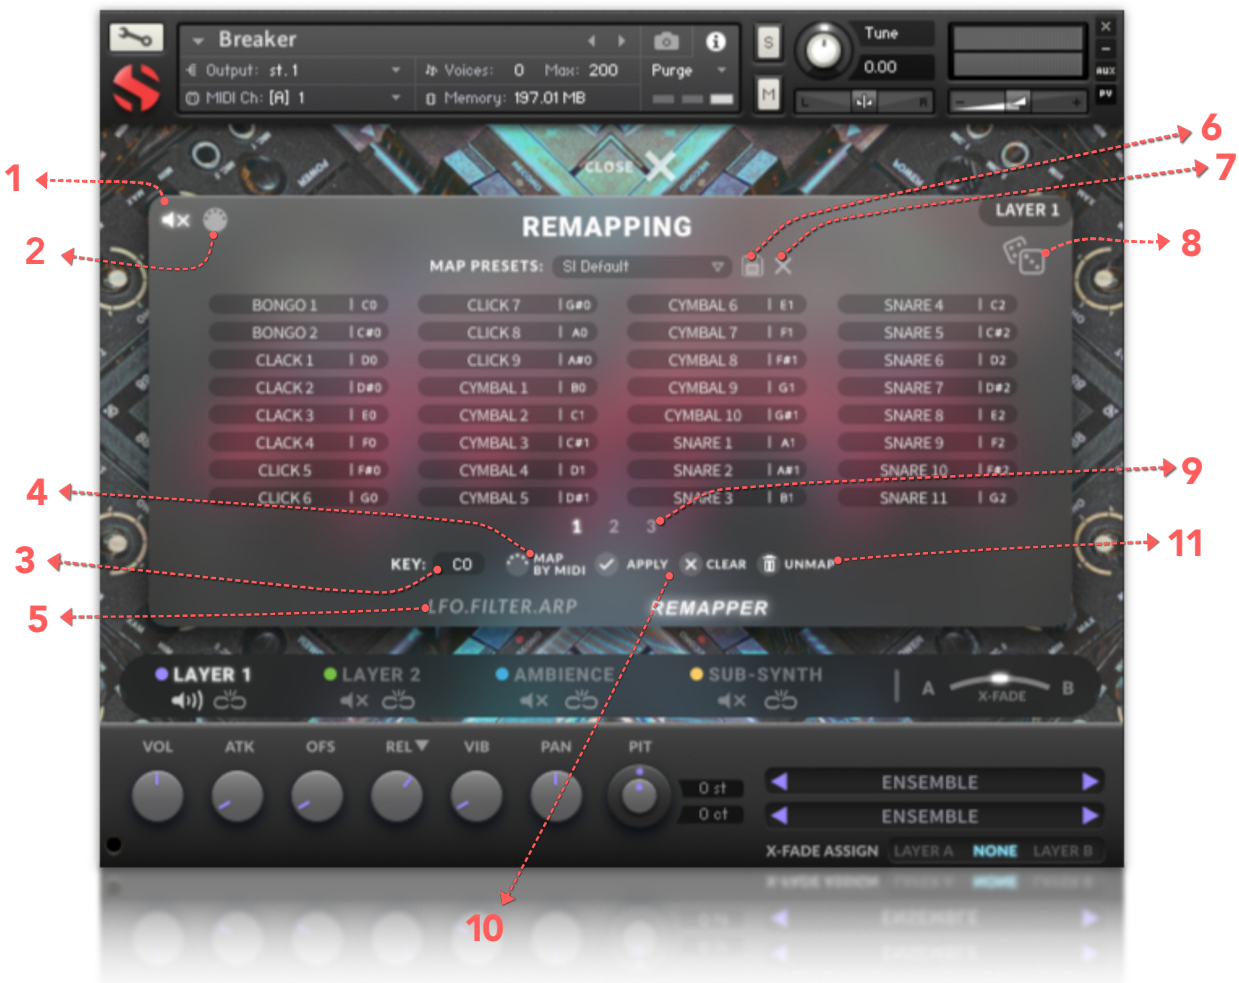 Breaker
Output: st.1
Voices: 0 Max: 200
Purge
MIDI Ch: [A] 1
Memory: 197.01 MB
S
M
Tune
0.00
L R
- +
×
-
AUX
PV
CLOSE
1
2
3
4
5
6
7
8
9
10
11
REMAPPING
LAYER 1
MAP PRESETS: SI Default
BONGO 1 | C0 CLICK 7 | G#0 CYMBAL 6 | E1 SNARE 4 | C2
BONGO 2 | C#0 CLICK 8 | A0 CYMBAL 7 | F1 SNARE 5 | C#2
CLACK 1 | D0 CLICK 9 | A#0 CYMBAL 8 | F#1 SNARE 6 | D2
CLACK 2 | D#0 CYMBAL 1 | B0 CYMBAL 9 | G1 SNARE 7 | D#2
CLACK 3 | E0 CYMBAL 2 | C1 CYMBAL 10 | G#1 SNARE 8 | E2
CLACK 4 | F0 CYMBAL 3 | C#1 SNARE 1 | A1 SNARE 9 | F2
CLICK 5 | F#0 CYMBAL 4 | D1 SNARE 2 | A#1 SNARE 10 | F#2
CLICK 6 | G0 CYMBAL 5 | D#1 SNARE 3 | B1 SNARE 11 | G2
1 2 3
KEY: C0
MAP
BY MIDI
APPLY
CLEAR
UNMAP
LFO.FILTER.ARP REMAPPER
LAYER 1 LAYER 2 AMBIENCE SUB-SYNTH
A X-FADE B
VOL ATK OFS REL VIB PAN PIT
0 st
0 ct
ENSEMBLE
ENSEMBLE
X-FADE ASSIGN LAYER A NONE LAYER B